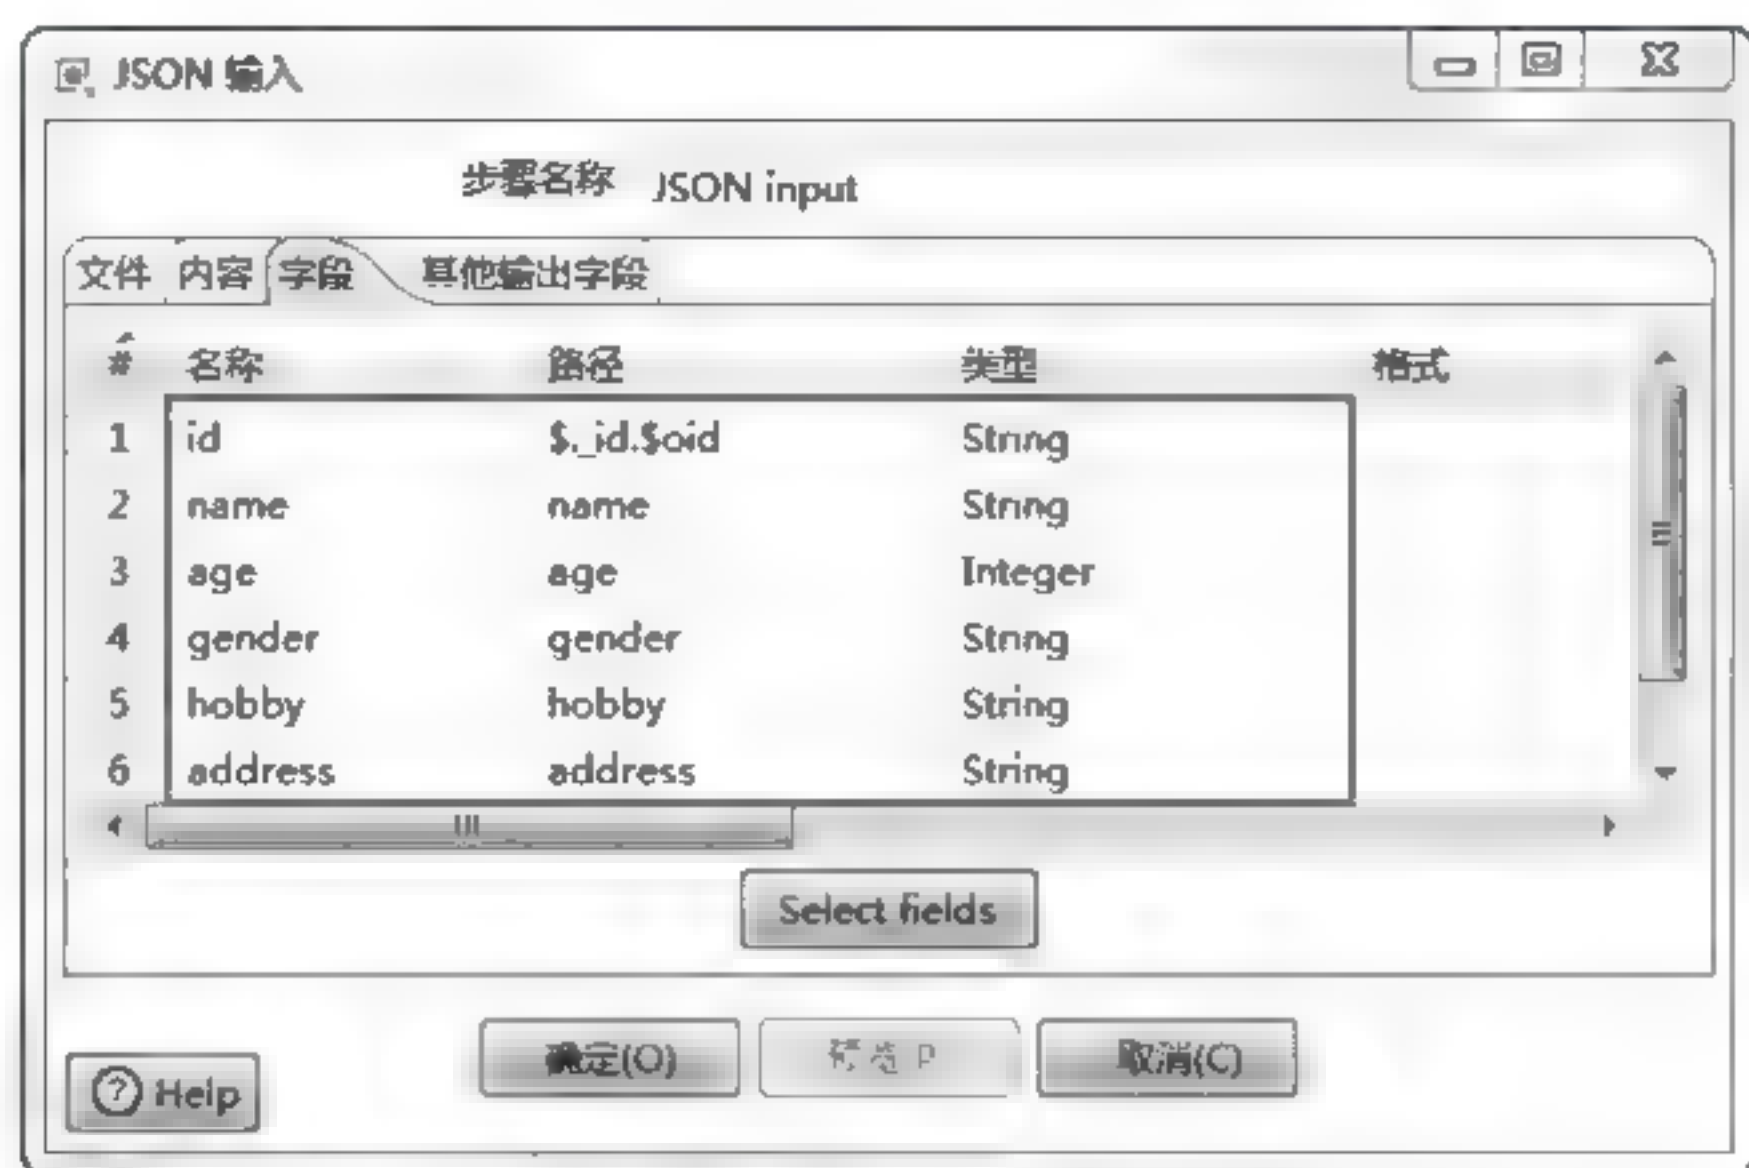 JSON 输入
步骤名称 JSON input
文件 内容 字段 其他输出字段
# 名称 路径 类型 格式
1 id $._id.$oid String
2 name name String
3 age age Integer
4 gender gender String
5 hobby hobby String
6 address address String
Select fields
确定(O) 预览 P 取消(C)
Help